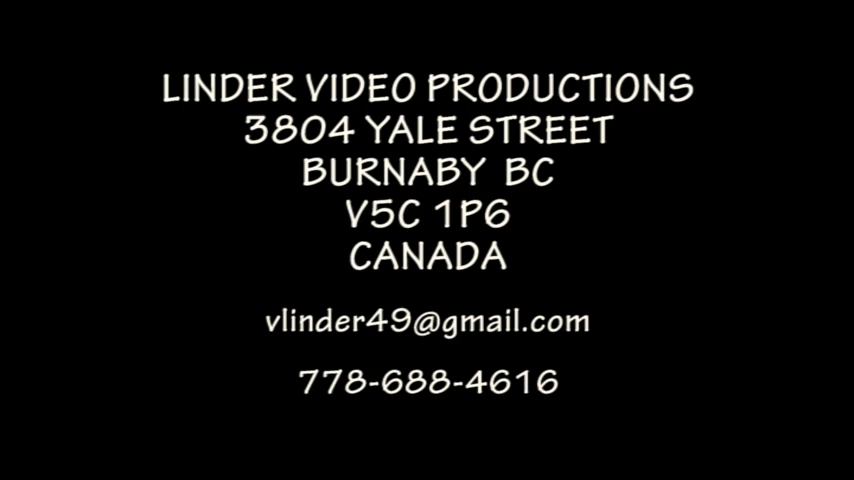 LINDER VIDEO PRODUCTIONS
3804 YALE STREET
BURNABY BC
V5C 1P6
CANADA
vlinder49@gmail.com
778-688-4616